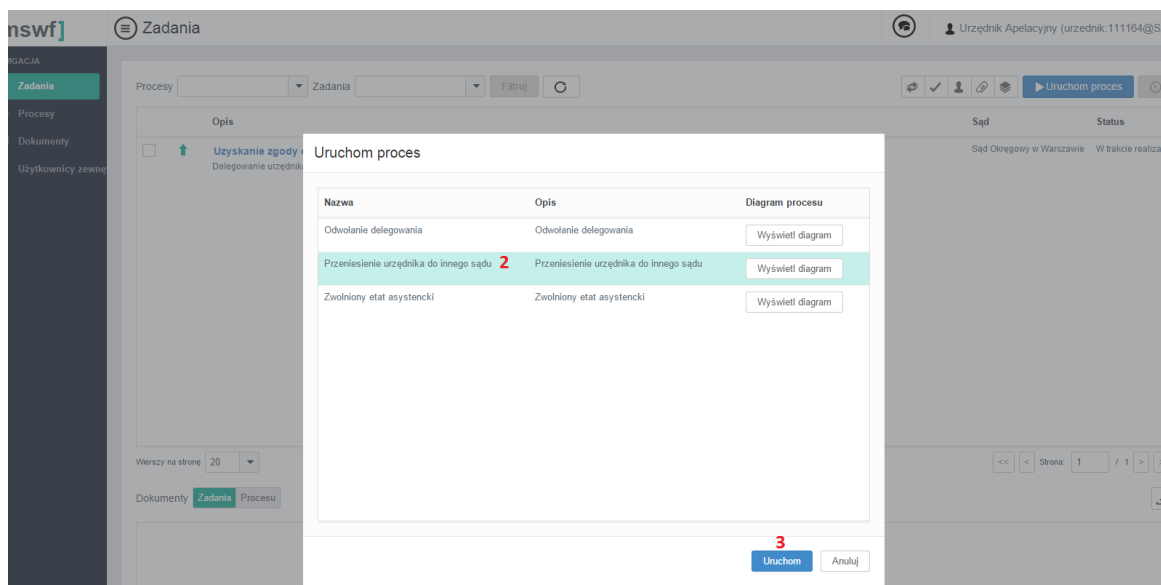 mswf]
Zadania
Urzędnik Apelacyjny (urzednik:111164@S
IGACJA
Zadania
Procesy
Dokumenty
Użytkownicy zewnę
Procesy
Zadania
Filtruj
Uruchom proces
Opis
Sąd
Status
Uzyskanie zgody
Delegowanie urzędnik
Sąd Okręgowy w Warszawie
W trakcie realiza
Uruchom proces
Nazwa
Opis
Diagram procesu
Odwołanie delegowania
Odwołanie delegowania
Wyświetl diagram
Przeniesienie urzędnika do innego sądu
2
Przeniesienie urzędnika do innego sądu
Wyświetl diagram
Zwolniony etat asystencki
Zwolniony etat asystencki
Wyświetl diagram
Wierszy na stronę
20
<<
<
Strona:
1
/ 1
>
Dokumenty
Zadania
Procesu
3
Uruchom
Anuluj